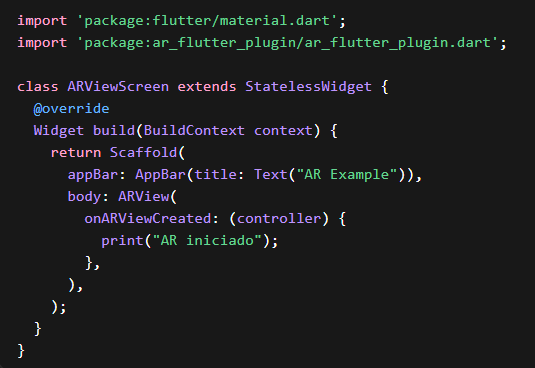 import 'package:flutter/material.dart';
import 'package:ar_flutter_plugin/ar_flutter_plugin.dart';

class ARViewScreen extends StatelessWidget {
  @override
  Widget build(BuildContext context) {
    return Scaffold(
      appBar: AppBar(title: Text("AR Example")),
      body: ARView(
        onARViewCreated: (controller) {
          print("AR iniciado");
        },
      ),
    );
  }
}